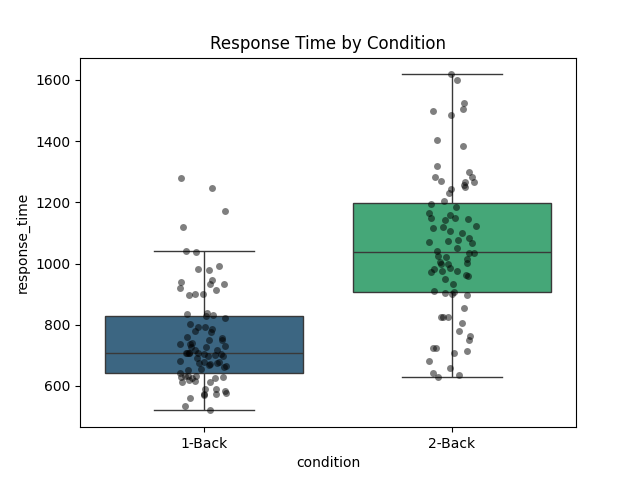 Response Time by Condition
1600
1400
1200
1000
800
600
response_time
1-Back
2-Back
condition